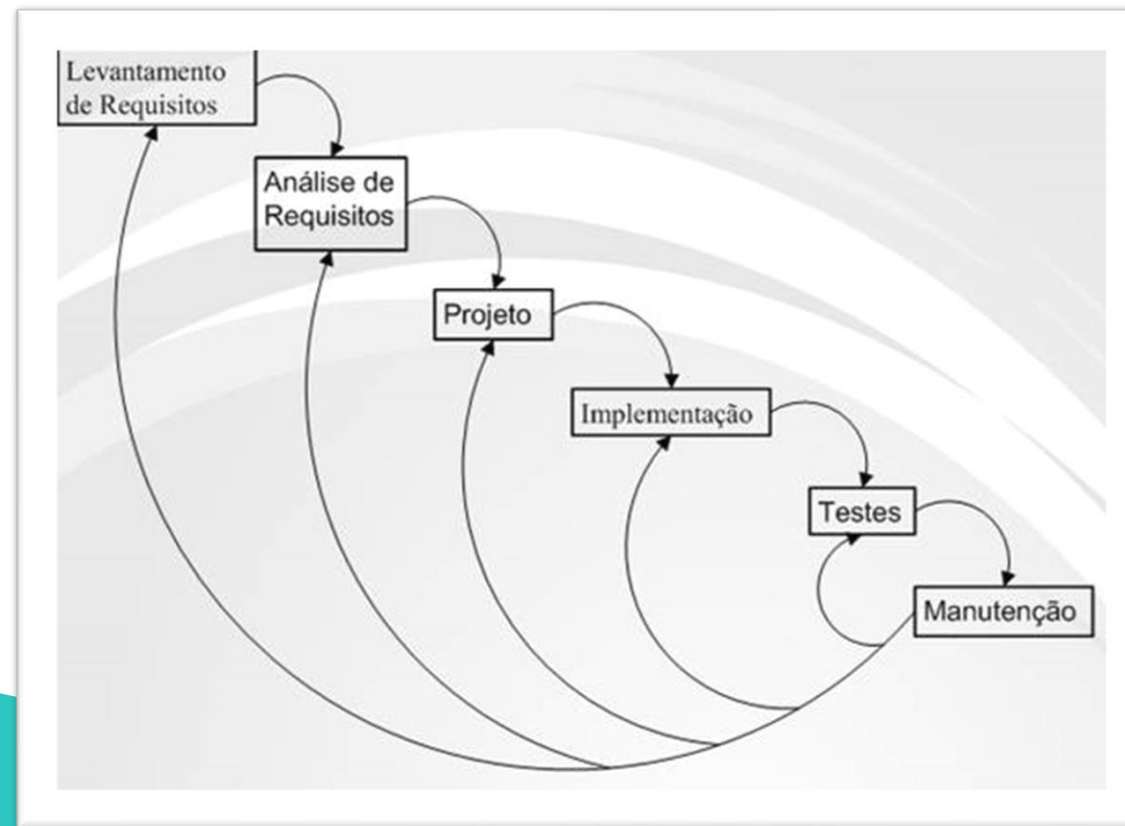 Levantamento
de Requisitos
Análise de
Requisitos
Projeto
Implementação
Testes
Manutenção